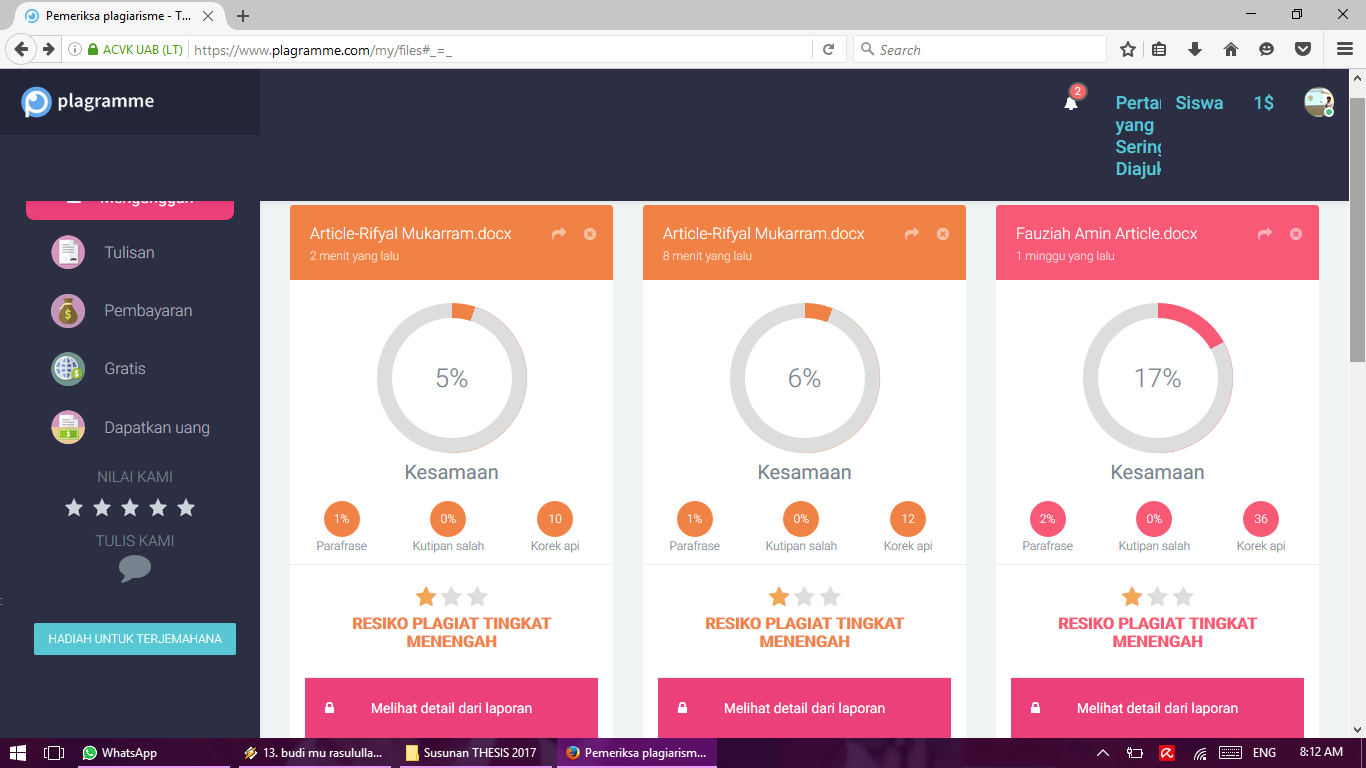 Pemeriksa plagiarisme - T...
ACVK UAB (LT)
https://www.plagramme.com/my/files#_=_
Search
plagramme
2
Pertar
yang
Sering
Diajuk
Siswa
1$
Mengunggah
Tulisan
Pembayaran
Gratis
Dapatkan uang
NILAI KAMI
TULIS KAMI
:
HADIAH UNTUK TERJEMAHANA
Article-Rifyal Mukarram.docx
2 menit yang lalu
5%
Kesamaan
1%
0%
10
Parafrase
Kutipan salah
Korek api
RESIKO PLAGIAT TINGKAT
MENENGAH
Melihat detail dari laporan
Article-Rifyal Mukarram.docx
8 menit yang lalu
6%
Kesamaan
1%
0%
12
Parafrase
Kutipan salah
Korek api
RESIKO PLAGIAT TINGKAT
MENENGAH
Melihat detail dari laporan
Fauziah Amin Article.docx
1 minggu yang lalu
17%
Kesamaan
2%
0%
36
Parafrase
Kutipan salah
Korek api
RESIKO PLAGIAT TINGKAT
MENENGAH
Melihat detail dari laporan
WhatsApp
13. budi mu rasululla...
Susunan THESIS 2017
Pemeriksa plagiarism...
ENG
8:12 AM